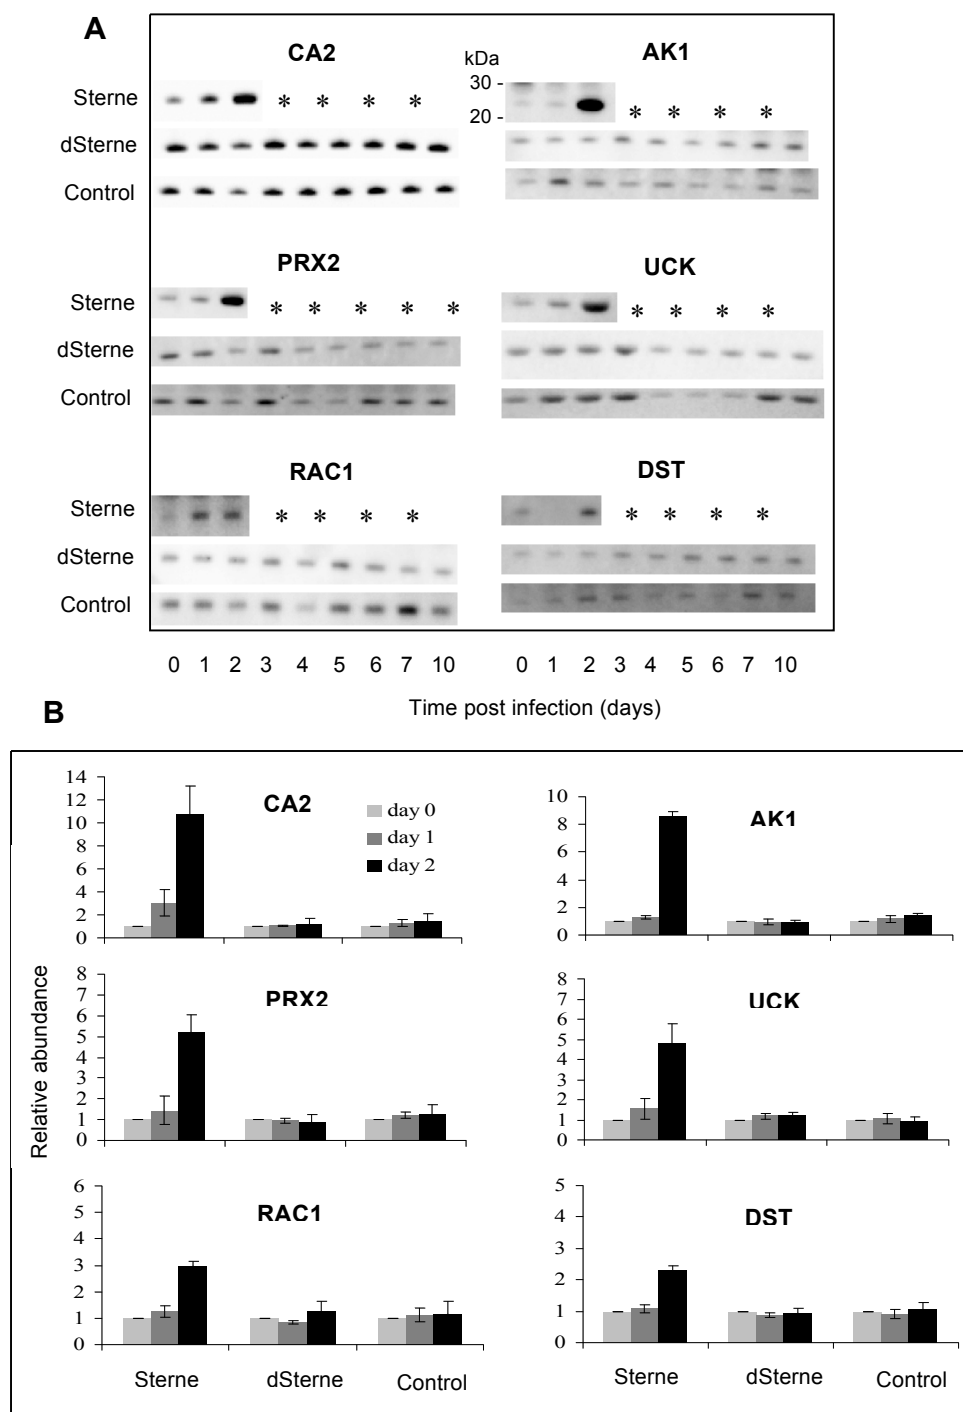 A
CA2
AK1
kDa
30 -
20 -
Sterne * * * * * * * *
dSterne
Control
PRX2
UCK
Sterne * * * * * * * * *
dSterne
Control
RAC1
DST
Sterne * * * * * * * *
dSterne
Control
0 1 2 3 4 5 6 7 10 0 1 2 3 4 5 6 7 10
Time post infection (days)
B
Relative abundance
CA2
14
12
10
8
6
4
2
0
day 0
day 1
day 2
AK1
10
8
6
4
2
0
PRX2
8
7
6
5
4
3
2
1
0
UCK
8
7
6
5
4
3
2
1
0
RAC1
6
5
4
3
2
1
0
DST
5
4
3
2
1
0
Sterne dSterne Control Sterne dSterne Control